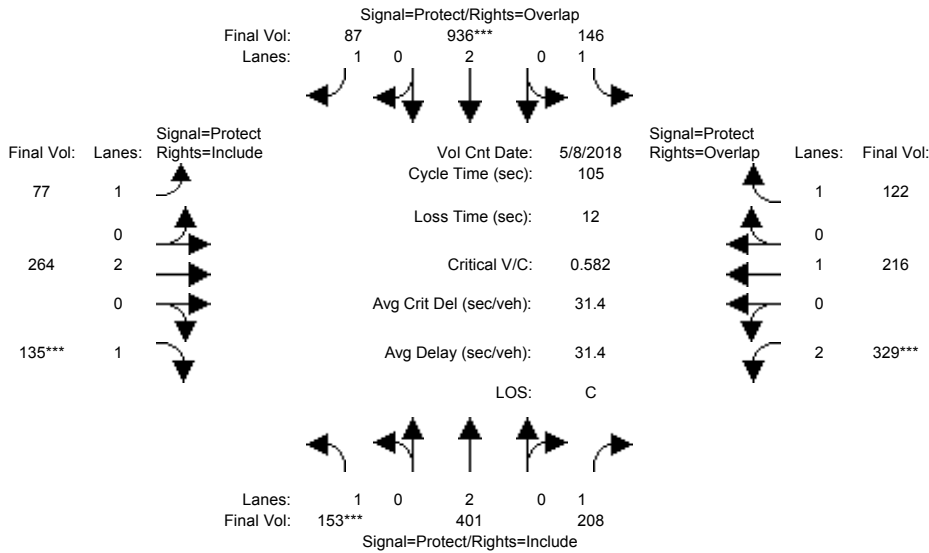 Signal=Protect/Rights=Overlap
Final Vol: 87 936*** 146
Lanes: 1 0 2 0 1
Signal=Protect Signal=Protect
Final Vol: Lanes: Rights=Include Vol Cnt Date: 5/8/2018 Rights=Overlap Lanes: Final Vol:
Cycle Time (sec): 105
77 1 1 122
Loss Time (sec): 12
0 0
264 2 Critical V/C: 0.582 1 216
0 Avg Crit Del (sec/veh): 31.4 0
135*** 1 Avg Delay (sec/veh): 31.4 2 329***
LOS: C
Lanes: 1 0 2 0 1
Final Vol: 153*** 401 208
Signal=Protect/Rights=Include